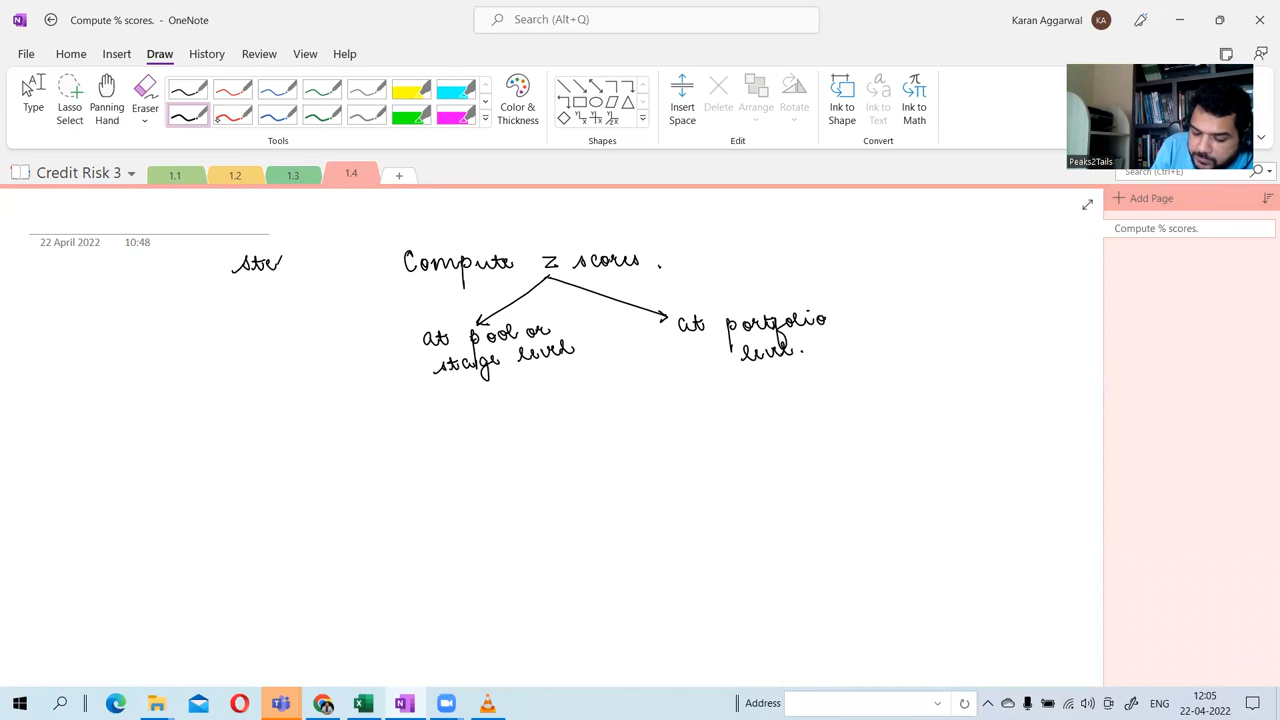 Compute % scores. - OneNote
Search (Alt+Q)
Karan Aggarwal
KA
File Home Insert Draw History Review View Help
Type
Lasso Select
Panning Hand
Eraser
Color & Thickness
Insert Space
Delete
Arrange
Rotate
Ink to Shape
Ink to Text
Ink to Math
Tools
Shapes
Edit
Convert
Peaks2Tails
Credit Risk 3
1.1
1.2
1.3
1.4
Search (Ctrl+E)
Add Page
Compute % scores.
22 April 2022 10:48
ste
Compute z scores.
at pool or
stage level
at portfolio
level.
Address
ENG
12:05
22-04-2022